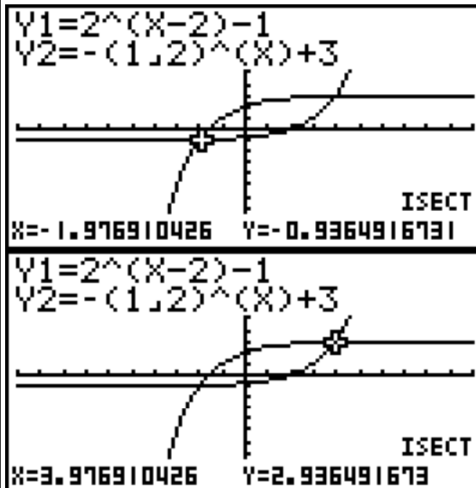 Y1=2^(X-2)-1
Y2=-(1⌟2)^(X)+3
ISECT
X=-1.976910426 Y=-0.9364916731
Y1=2^(X-2)-1
Y2=-(1⌟2)^(X)+3
ISECT
X=3.976910426 Y=2.936491673